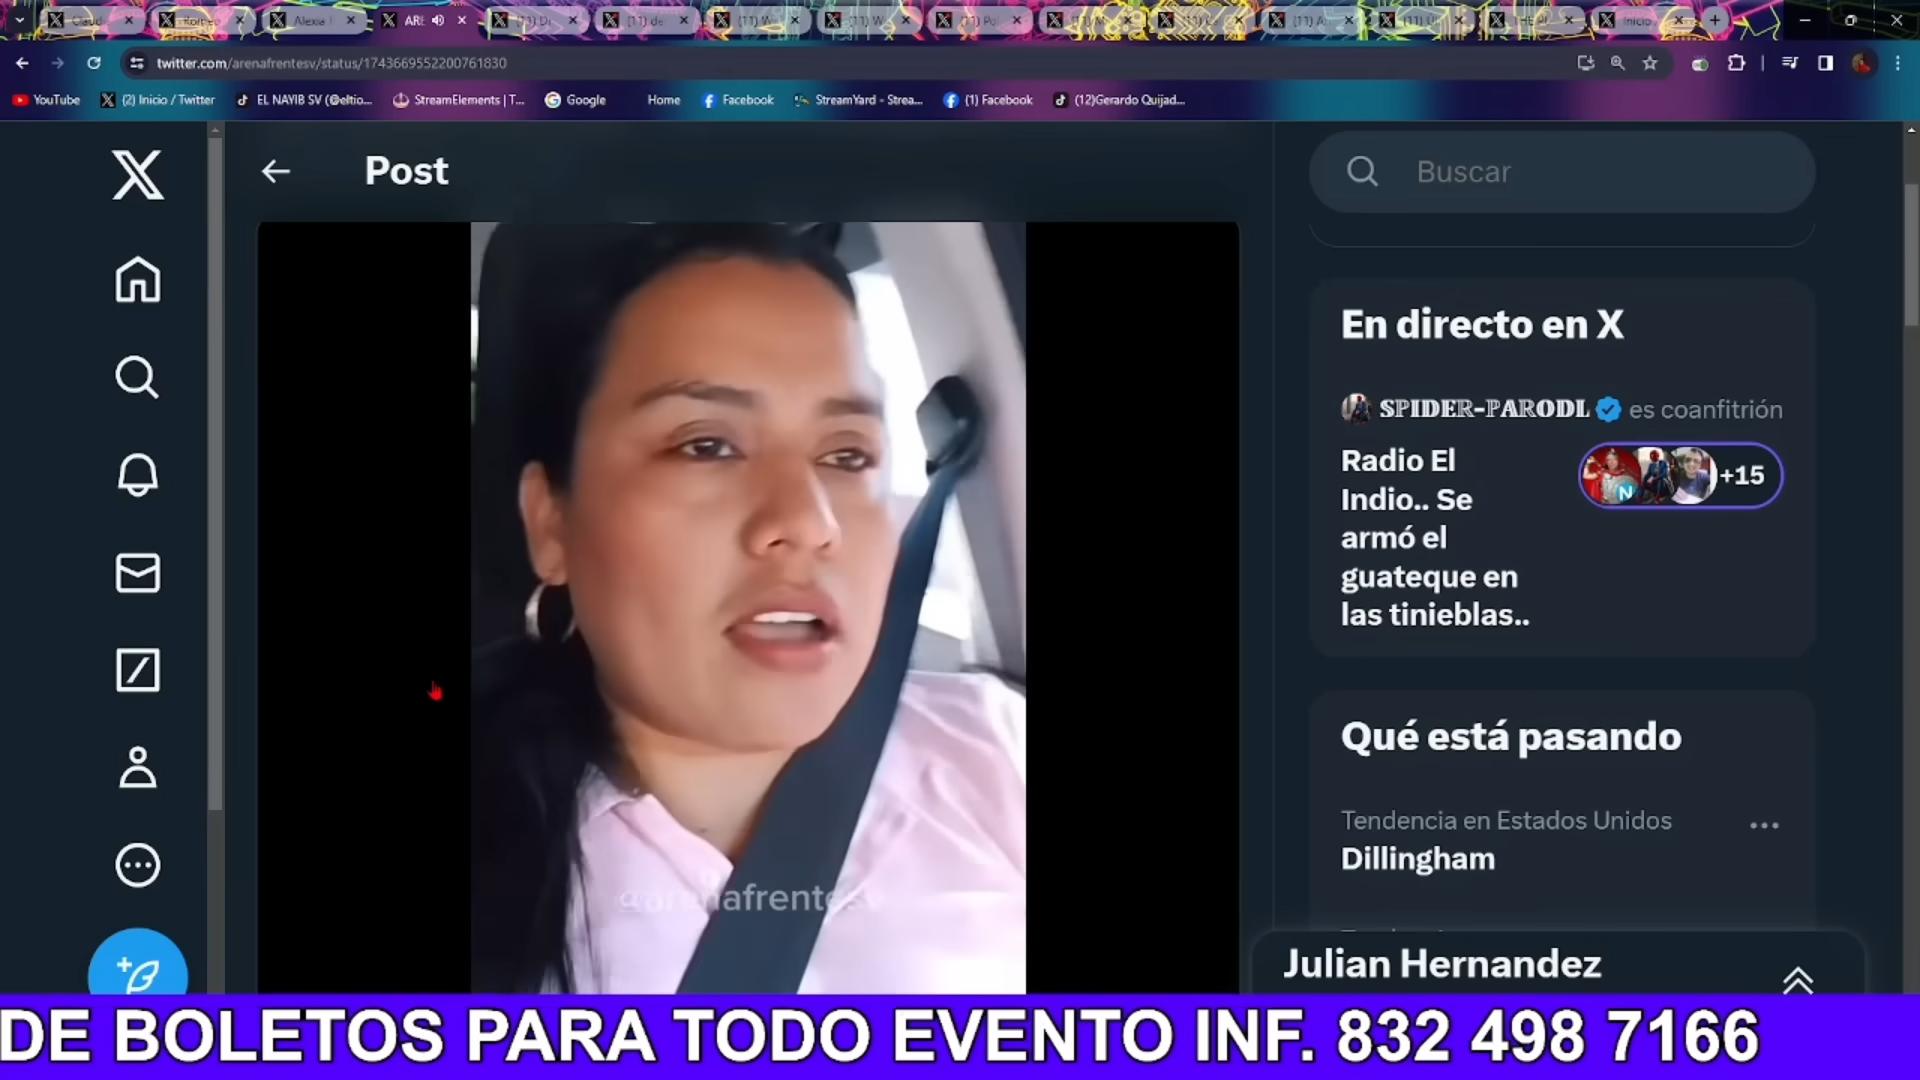 Alexia
ARE
twitter.com/arenafrentesv/status/1743669552200761830
YouTube
(2) Inicio / Twitter
EL NAYIB SV (@eltio...
StreamElements | T...
Google
Home
Facebook
StreamYard - Strea...
(1) Facebook
(12)Gerardo Quijad...
Post
@arenafrentesv
Buscar
En directo en X
SPIDER-PARODI es coanfitrión
Radio El
Indio.. Se
armó el
guateque en
las tinieblas..
N
+15
Qué está pasando
Tendencia en Estados Unidos
Dillingham
Julian Hernandez
DE BOLETOS PARA TODO EVENTO INF. 832 498 7166